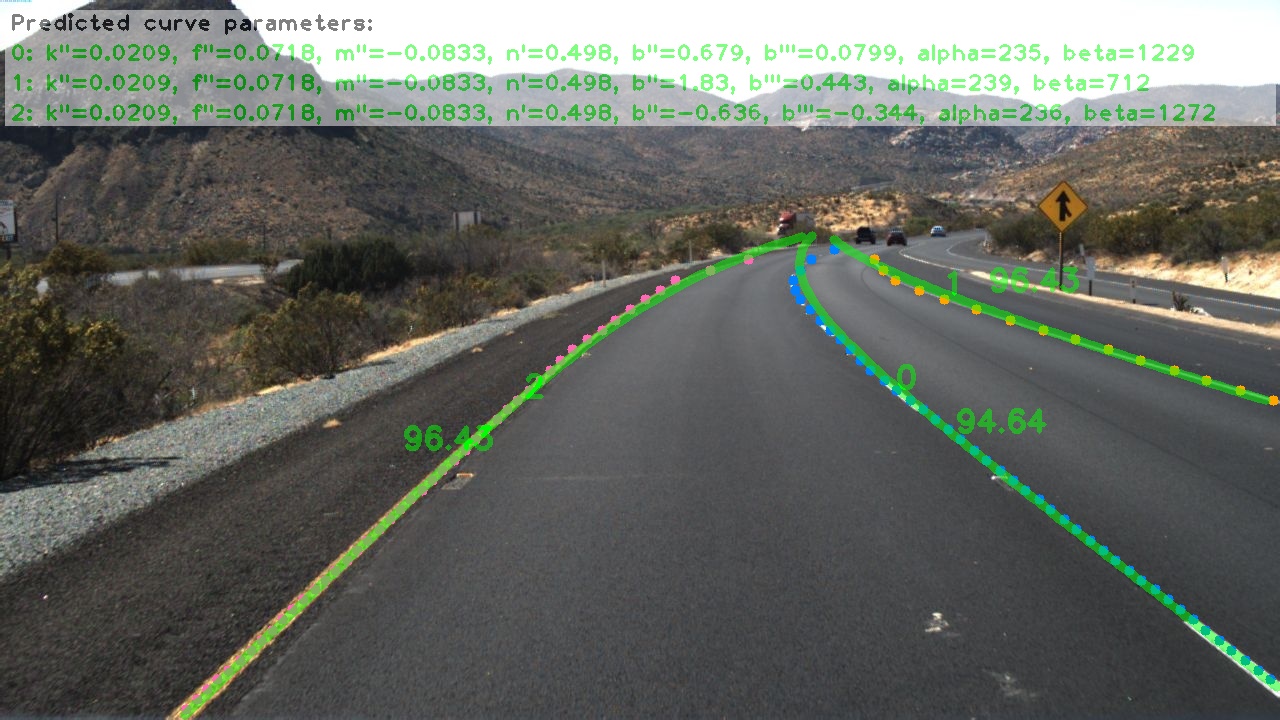 Predicted curve parameters:
0: k''=0.0209, f''=0.0718, m''=-0.0833, n'=0.498, b''=0.679, b'''=0.0799, alpha=235, beta=1229
1: k''=0.0209, f''=0.0718, m''=-0.0833, n'=0.498, b''=1.83, b'''=0.443, alpha=239, beta=712
2: k''=0.0209, f''=0.0718, m''=-0.0833, n'=0.498, b''=-0.636, b'''=-0.344, alpha=236, beta=1272
1 96.43
0
2
94.64
96.43